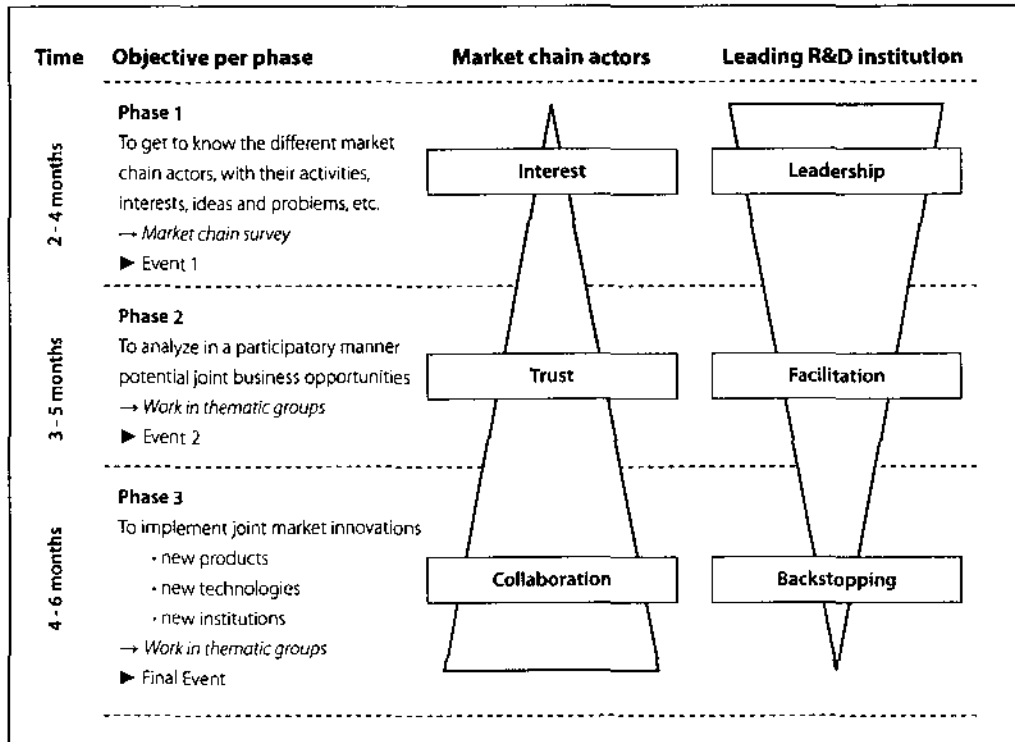 Time Objective per phase Market chain actors Leading R&D institution
2 - 4 months
Phase 1
To get to know the different market
chain actors, with their activities,
interests, ideas and problems, etc.
→ Market chain survey
► Event 1
Interest
Leadership
3 - 5 months
Phase 2
To analyze in a participatory manner
potential joint business opportunities
→ Work in thematic groups
► Event 2
Trust
Facilitation
4 - 6 months
Phase 3
To implement joint market innovations
• new products
• new technologies
• new institutions
→ Work in thematic groups
► Final Event
Collaboration
Backstopping